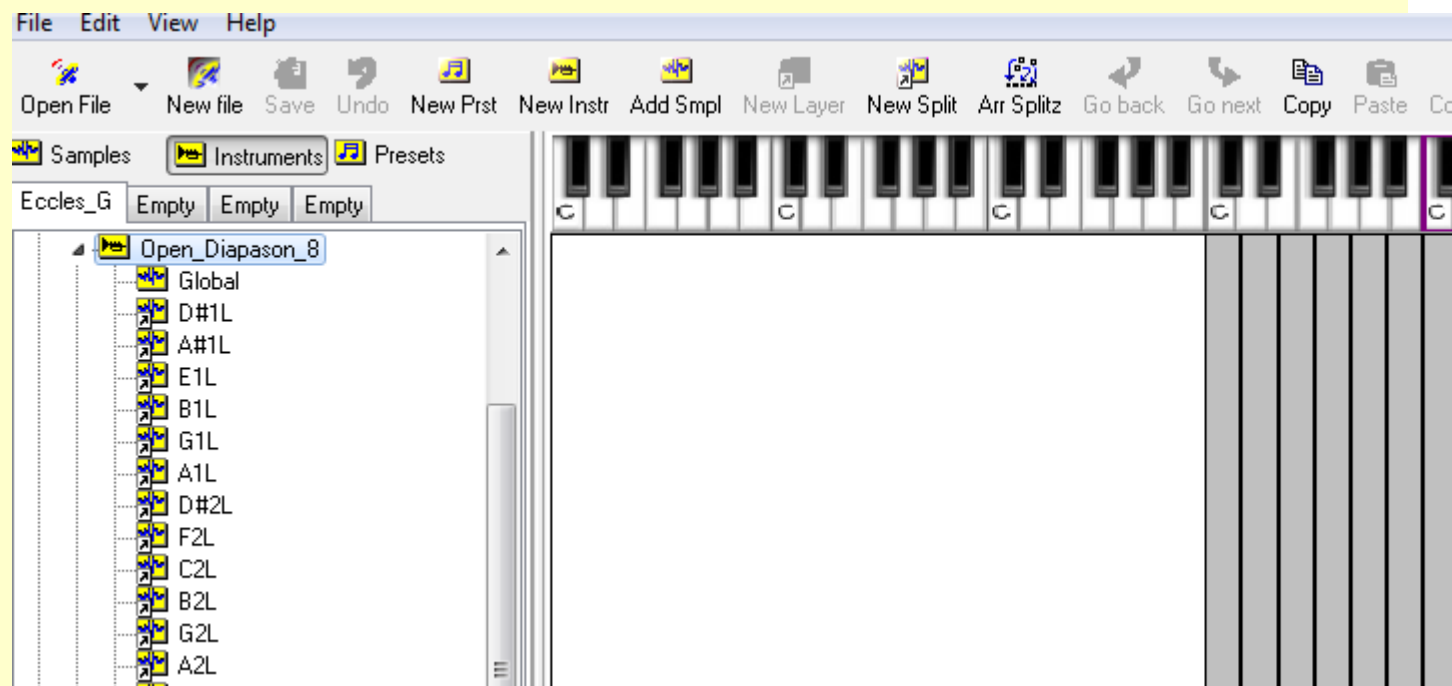 File Edit View Help
Open File New file Save Undo New Prst New Instr Add Smpl New Layer New Split Arr Splitz Go back Go next Copy Paste
Samples Instruments Presets
Eccles_G Empty Empty Empty
C C C C C
Open_Diapason_8
Global
D#1L
A#1L
E1L
B1L
G1L
A1L
D#2L
F2L
C2L
B2L
G2L
A2L